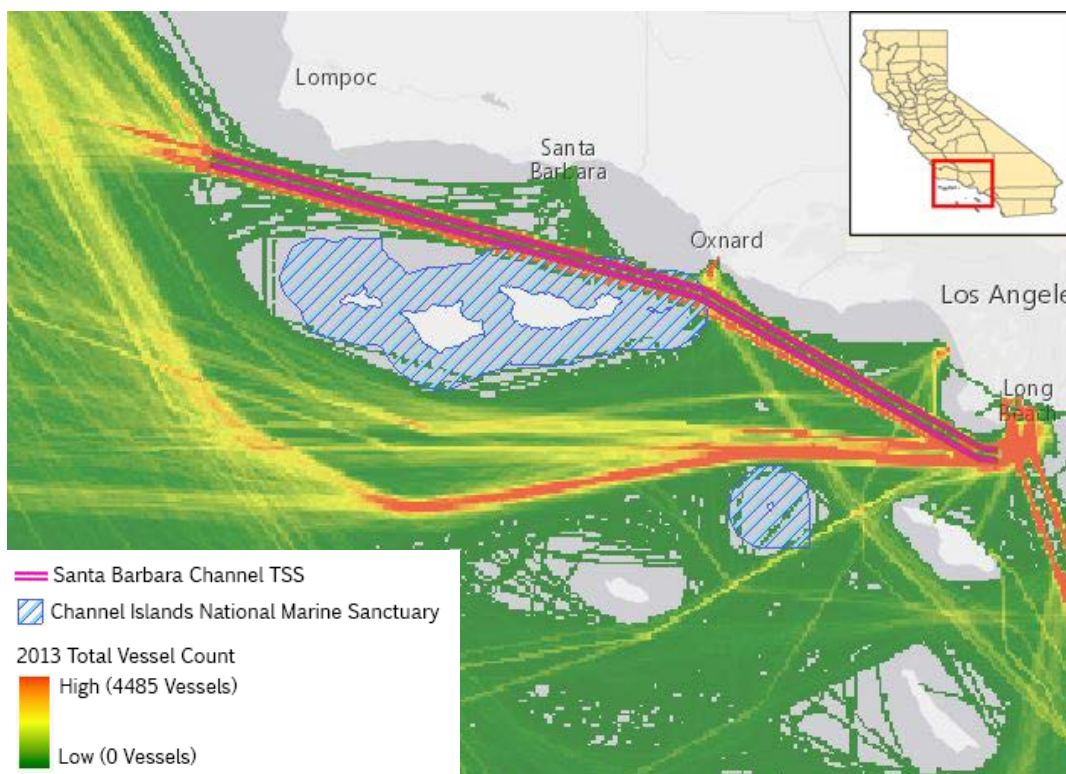 Lompoc
Santa
Barbara
Oxnard
Los Angele
Long
Beach
Santa Barbara Channel TSS
Channel Islands National Marine Sanctuary
2013 Total Vessel Count
High (4485 Vessels)
Low (0 Vessels)